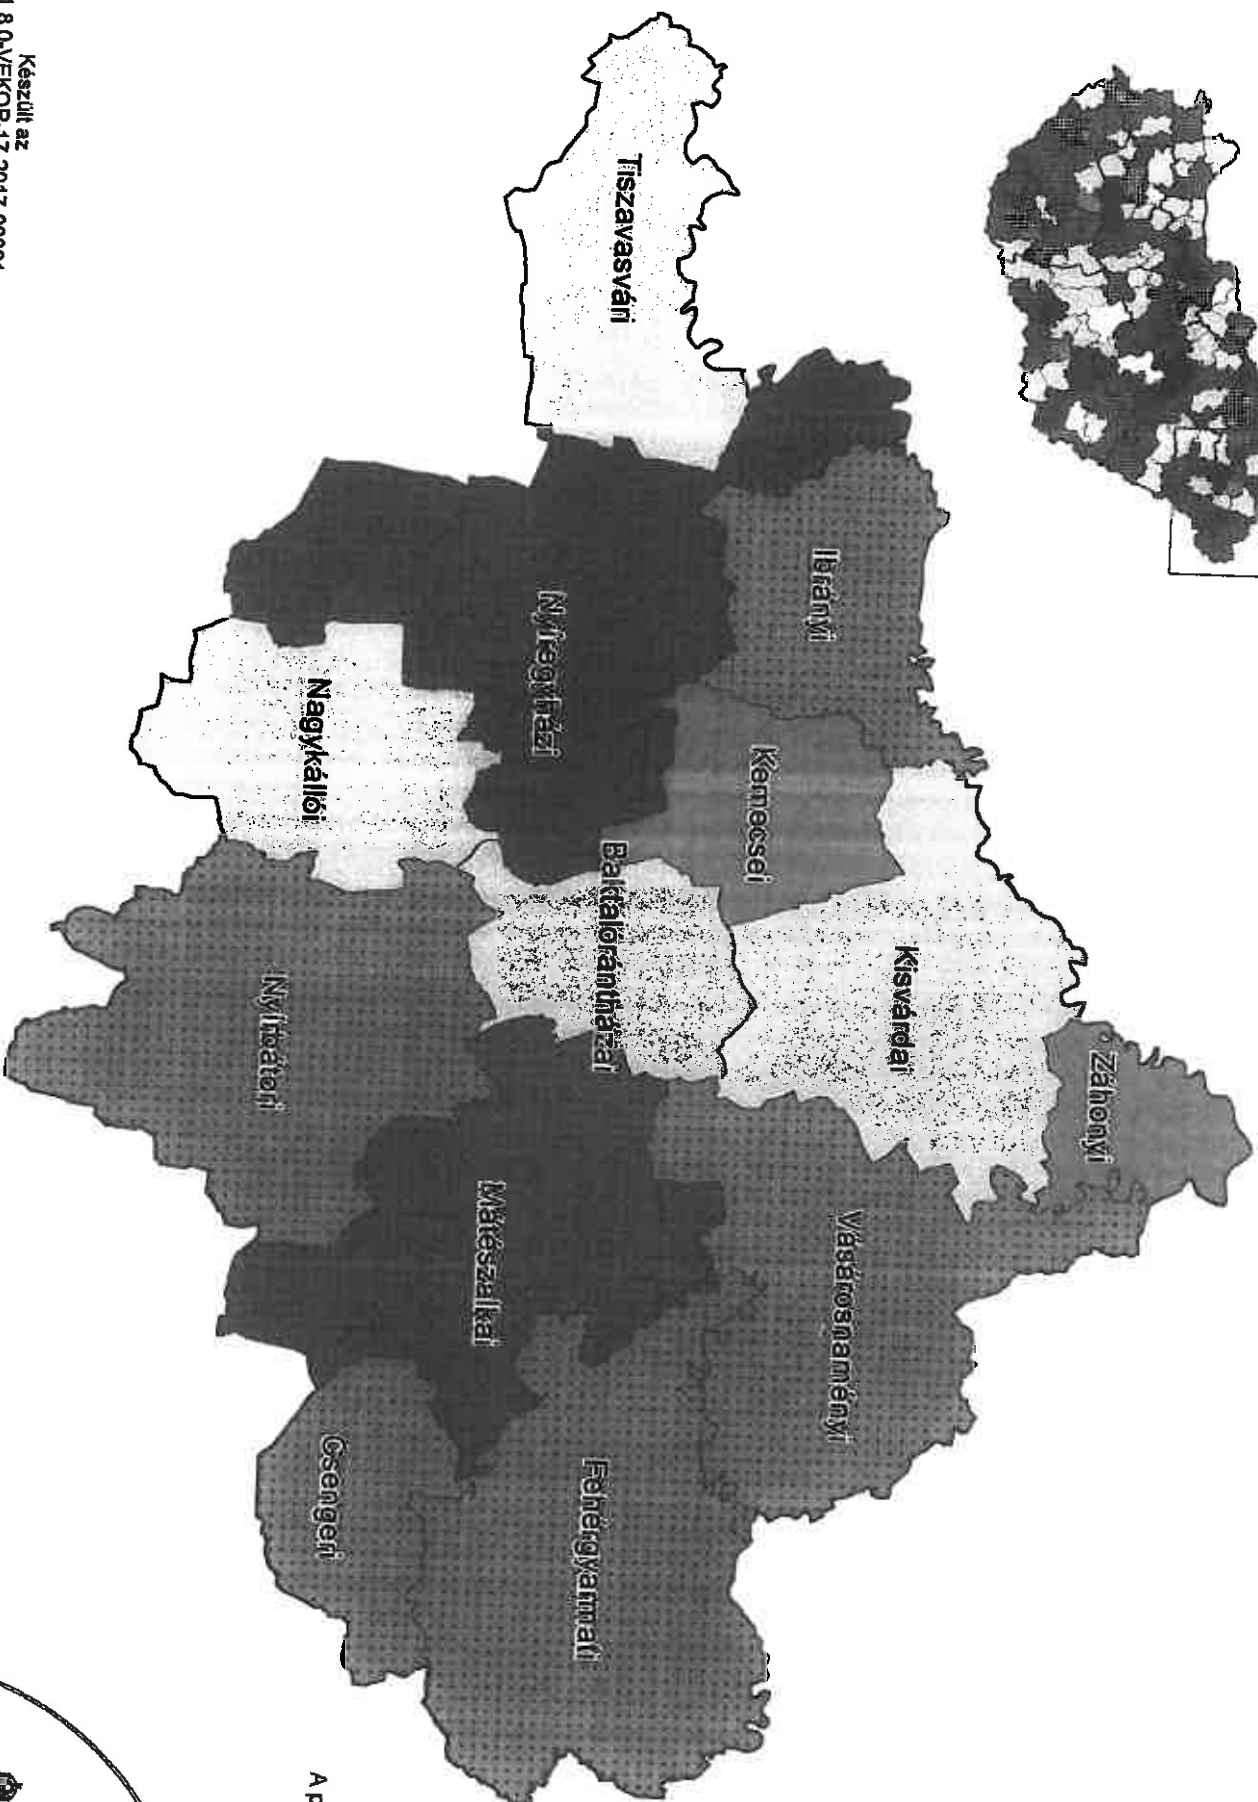 Záhonyi
Kisvárdai
Vásárosnaményi
Ibrányi
Kemecsei
Tiszavasvári
Baktalórántházai
Fehérgyarmati
Nyíregyházi
Mátészalkai
Nagykállói
Csengeri
Nyírbátori
A p
Készült az